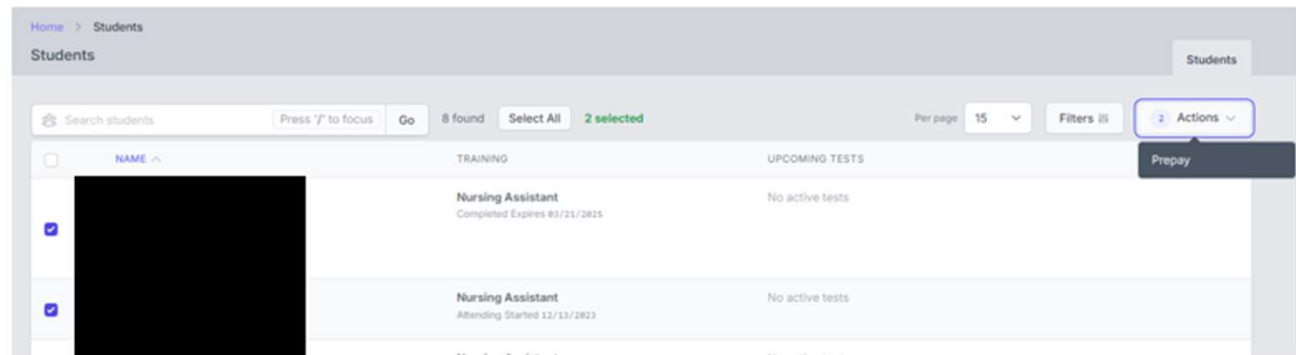 Home > Students
Students
Students
Search students Press '/' to focus Go 8 found Select All 2 selected Per page 15 Filters 2 Actions
Prepay
NAME TRAINING UPCOMING TESTS
Nursing Assistant No active tests
Completed Expires 03/21/2025
Nursing Assistant No active tests
Attending Started 12/13/2023